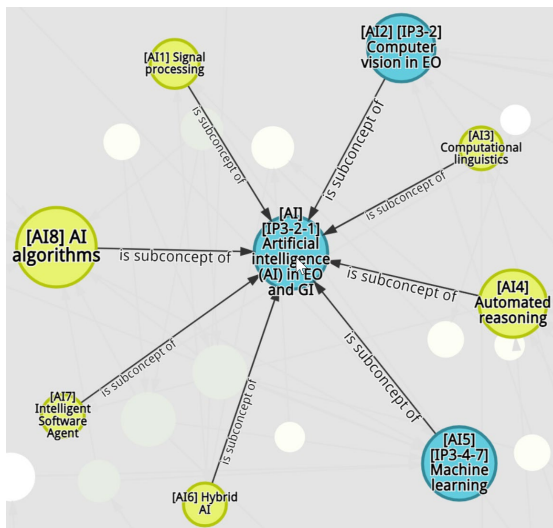 [AI1] Signal
processing
[AI2] [IP3-2]
Computer
vision in EO
is subconcept of
is subconcept of
[AI3]
Computational
linguistics
is subconcept of
[AI]
[IP3-2-1]
Artificial
intelligence
(AI) in EO
and GI
[AI8] AI
algorithms
is subconcept of
is subconcept of
[AI4]
Automated
reasoning
is subconcept of
is subconcept of
is subconcept of
[AI7]
Intelligent
Software
Agent
[AI5]
[IP3-4-7]
Machine
learning
[AI6] Hybrid
AI